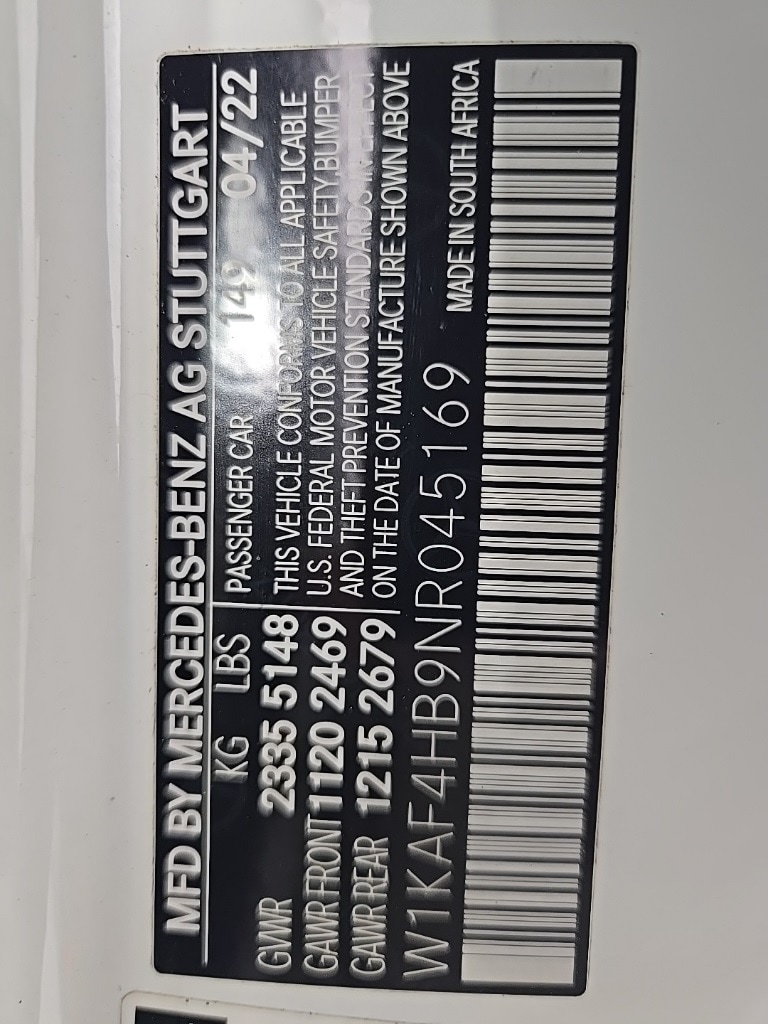 MFD BY MERCEDES-BENZ AG STUTTGART
KG LBS PASSENGER CAR 149 04/22
GVWR 2335 5148 THIS VEHICLE CONFORMS TO ALL APPLICABLE
GAWR FRONT 1120 2469 U.S. FEDERAL MOTOR VEHICLE SAFETY, BUMPER
GAWR REAR 1215 2679 AND THEFT PREVENTION STANDARDS IN EFFECT
ON THE DATE OF MANUFACTURE SHOWN ABOVE
W1KAF4HB9NR045169 MADE IN SOUTH AFRICA